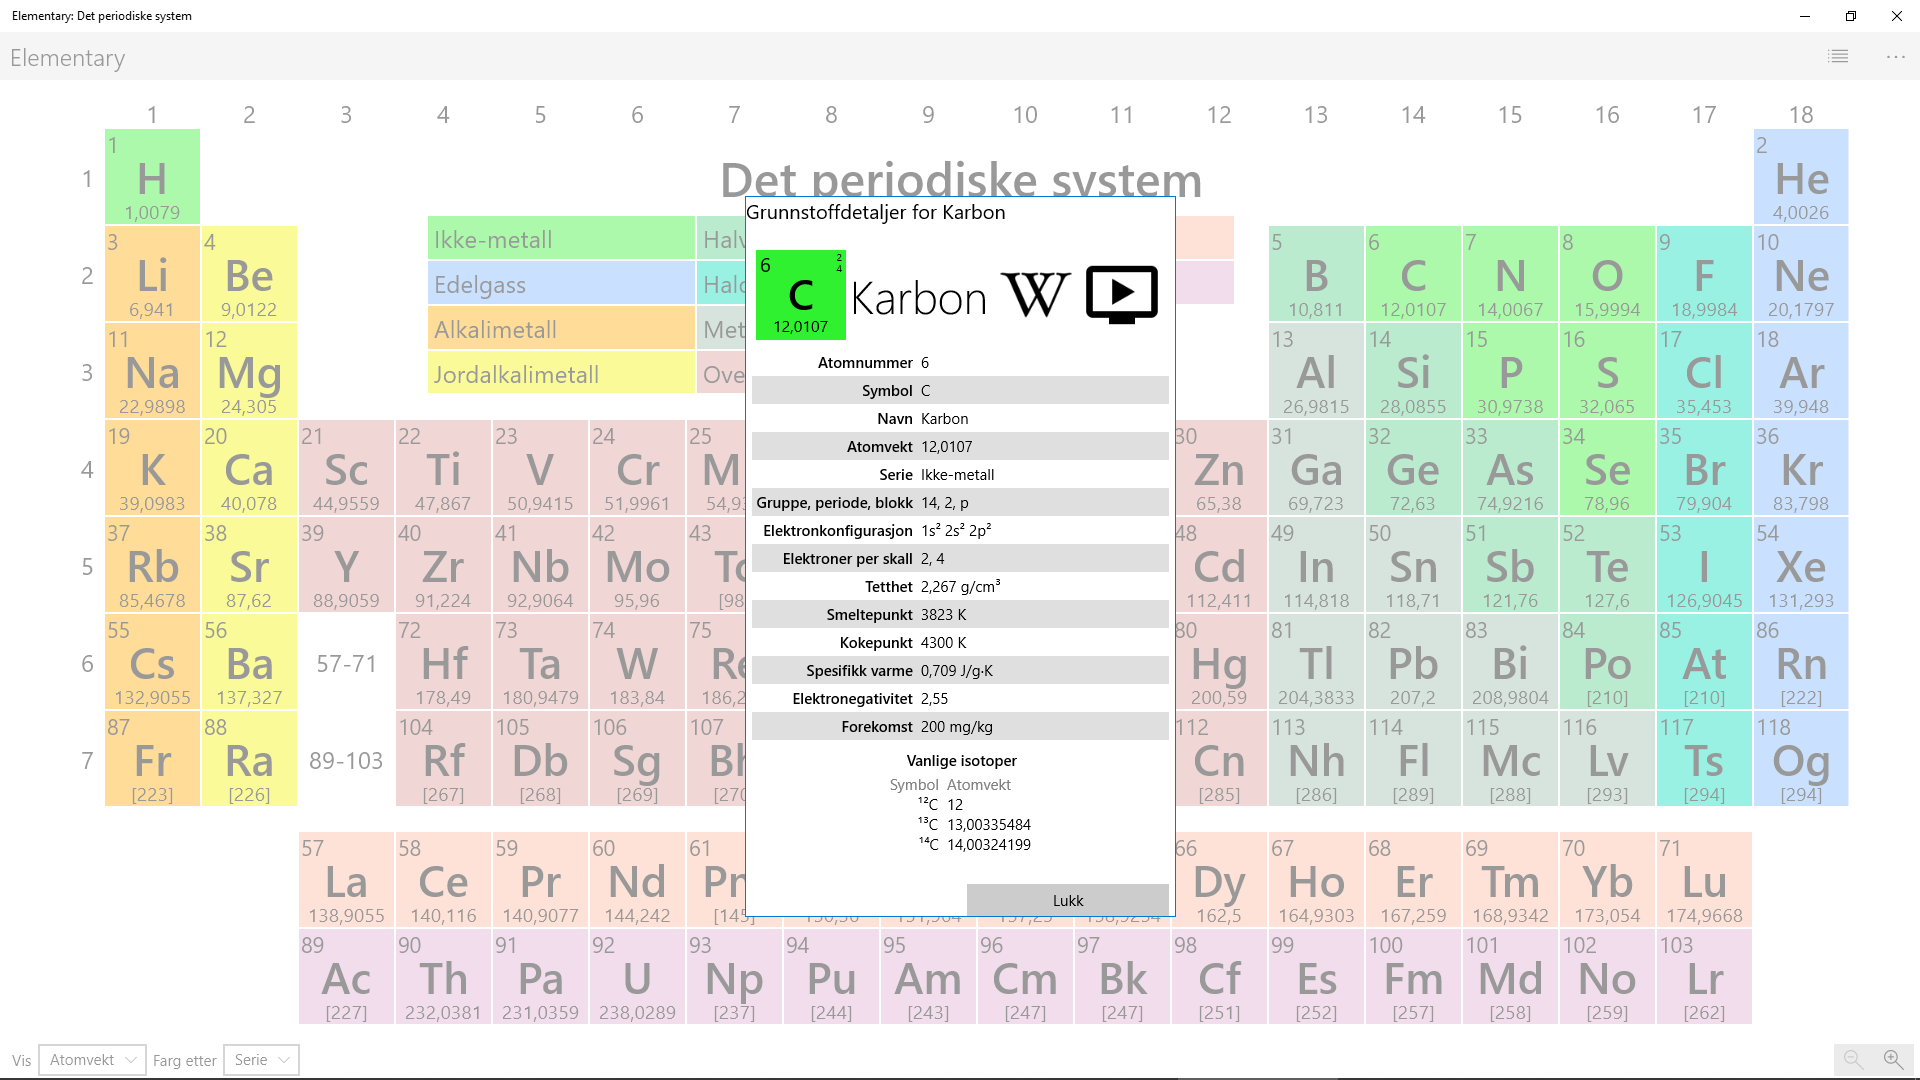 Elementary: Det periodiske system
Elementary
1 2 3 4 5 6 7 8 9 10 11 12 13 14 15 16 17 18
Det periodiske system
1
1 H 1,0079
2 He 4,0026
Ikke-metall
Edelgass
Alkalimetall
Jordalkalimetall
2
3 Li 6,941
4 Be 9,0122
5 B 10,811
6 C 12,0107
7 N 14,0067
8 O 15,9994
9 F 18,9984
10 Ne 20,1797
3
11 Na 22,9898
12 Mg 24,305
13 Al 26,9815
14 Si 28,0855
15 P 30,9738
16 S 32,065
17 Cl 35,453
18 Ar 39,948
4
19 K 39,0983
20 Ca 40,078
21 Sc 44,9559
22 Ti 47,867
23 V 50,9415
24 Cr 51,9961
25
30 Zn 65,38
31 Ga 69,723
32 Ge 72,63
33 As 74,9216
34 Se 78,96
35 Br 79,904
36 Kr 83,798
5
37 Rb 85,4678
38 Sr 87,62
39 Y 88,9059
40 Zr 91,224
41 Nb 92,9064
42 Mo 95,96
43
48 Cd 112,411
49 In 114,818
50 Sn 118,71
51 Sb 121,76
52 Te 127,6
53 I 126,9045
54 Xe 131,293
6
55 Cs 132,9055
56 Ba 137,327
57-71
72 Hf 178,49
73 Ta 180,9479
74 W 183,84
75
80 Hg 200,59
81 Tl 204,3833
82 Pb 207,2
83 Bi 208,9804
84 Po [210]
85 At [210]
86 Rn [222]
7
87 Fr [223]
88 Ra [226]
89-103
104 Rf [267]
105 Db [268]
106 Sg [269]
107
112 Cn [285]
113 Nh [286]
114 Fl [289]
115 Mc [288]
116 Lv [293]
117 Ts [294]
118 Og [294]
57 La 138,9055
58 Ce 140,116
59 Pr 140,9077
60 Nd 144,242
61
66 Dy 162,5
67 Ho 164,9303
68 Er 167,259
69 Tm 168,9342
70 Yb 173,054
71 Lu 174,9668
89 Ac [227]
90 Th 232,0381
91 Pa 231,0359
92 U 238,0289
93 Np [237]
94 Pu [244]
95 Am [243]
96 Cm [247]
97 Bk [247]
98 Cf [251]
99 Es [252]
100 Fm [257]
101 Md [258]
102 No [259]
103 Lr [262]
Grunnstoffdetaljer for Karbon
6 2
4
C
12,0107
Karbon W
Atomnummer 6
Symbol C
Navn Karbon
Atomvekt 12,0107
Serie Ikke-metall
Gruppe, periode, blokk 14, 2, p
Elektronkonfigurasjon 1s² 2s² 2p²
Elektroner per skall 2, 4
Tetthet 2,267 g/cm³
Smeltepunkt 3823 K
Kokepunkt 4300 K
Spesifikk varme 0,709 J/g·K
Elektronegativitet 2,55
Forekomst 200 mg/kg
Vanlige isotoper
Symbol Atomvekt
¹²C 12
¹³C 13,00335484
¹⁴C 14,00324199
Lukk
Vis Atomvekt Farg etter Serie